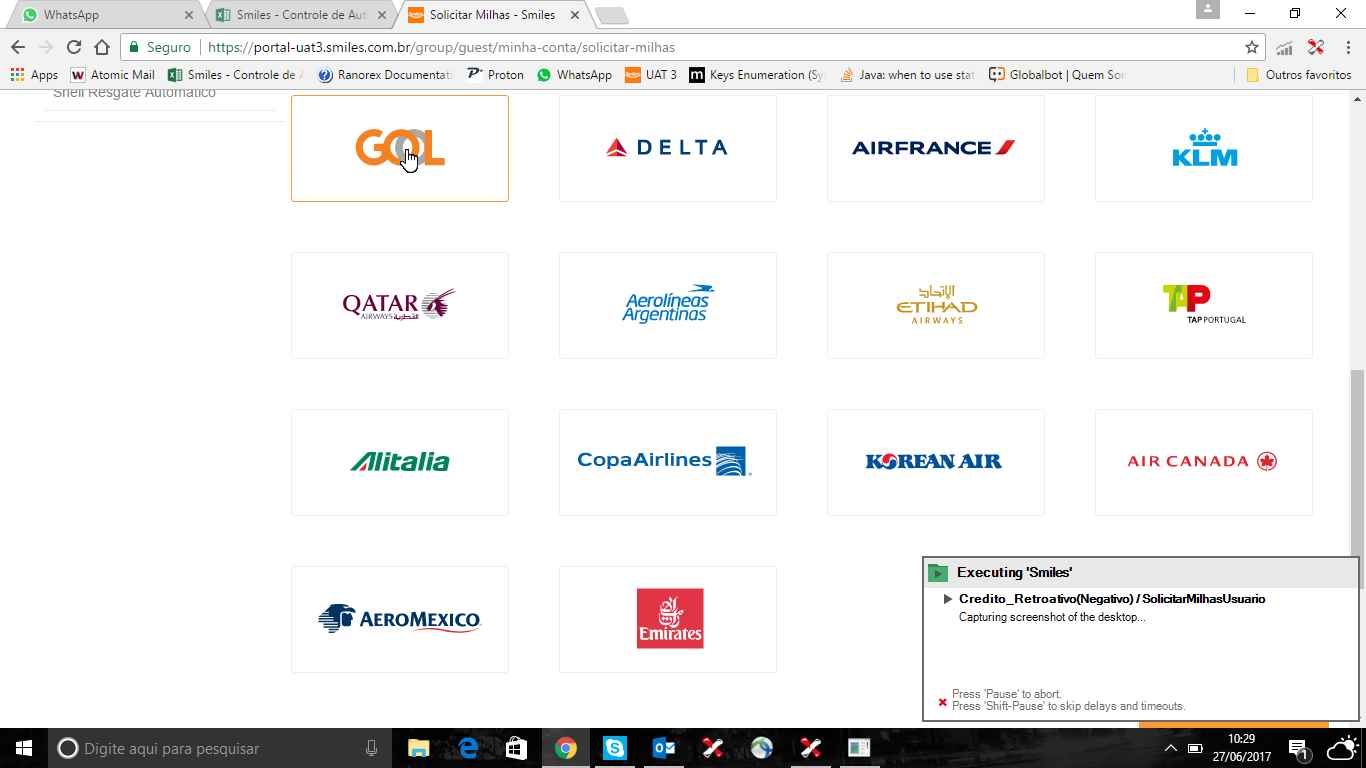 WhatsApp
Smiles - Controle de Aut
Solicitar Milhas - Smiles
Seguro
https://portal-uat3.smiles.com.br/group/guest/minha-conta/solicitar-milhas
Apps
Atomic Mail
Smiles - Controle de A
Ranorex Documentati
Proton
WhatsApp
UAT 3
Keys Enumeration (Sy
Java: when to use stat
Globalbot | Quem Som
Outros favoritos
Shell Resgate Automático
GOL
DELTA
AIRFRANCE
KLM
QATAR
AIRWAYS القطرية
Aerolíneas
Argentinas
الإتحاد
ETIHAD
AIRWAYS
TAP
TAP PORTUGAL
Alitalia
CopaAirlines
KOREAN AIR
AIR CANADA
AEROMEXICO
Emirates
Executing 'Smiles'
Credito_Retroativo(Negativo) / SolicitarMilhasUsuario
Capturing screenshot of the desktop...
Press 'Pause' to abort.
Press 'Shift-Pause' to skip delays and timeouts.
Digite aqui para pesquisar
10:29
27/06/2017
1